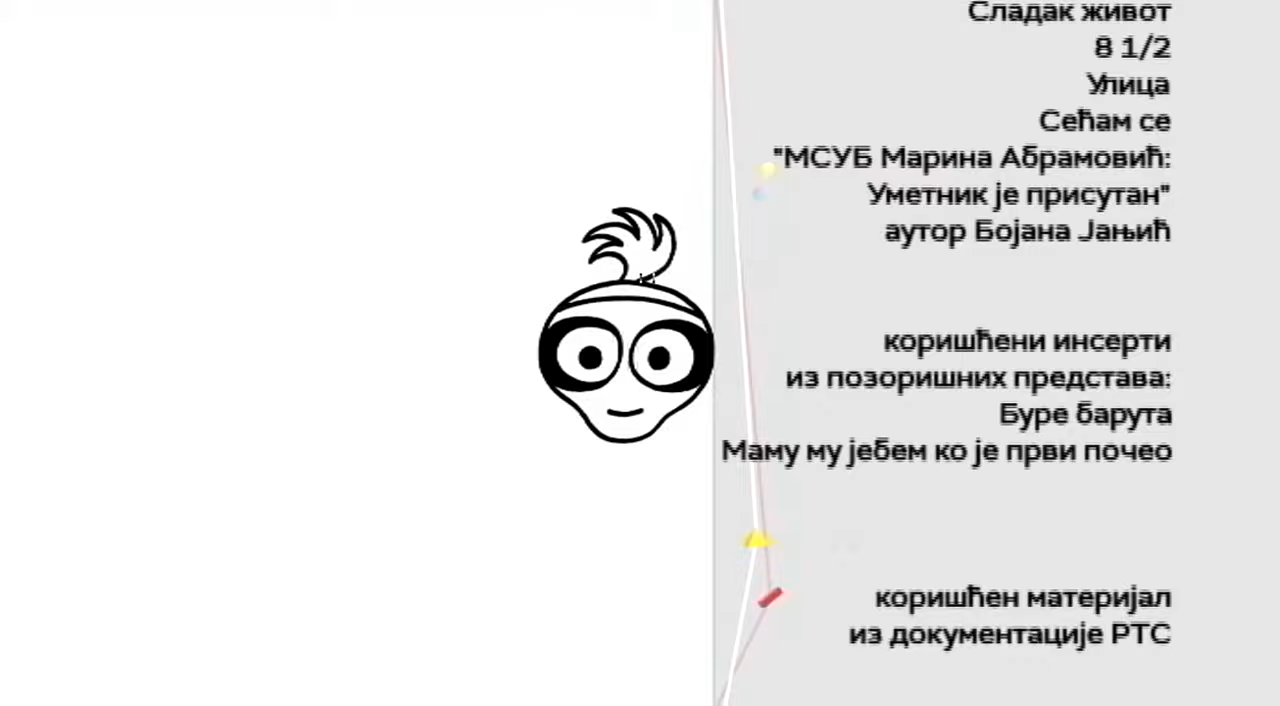 Сладак живот
8 1/2
Улица
Сећам се
"МСУБ Марина Абрамовић:
Уметник је присутан"
аутор Бојана Јањић
коришћени инсерти
из позоришних представа:
Буре барута
Маму му јебем ко је први почео
коришћен материјал
из документације РТС